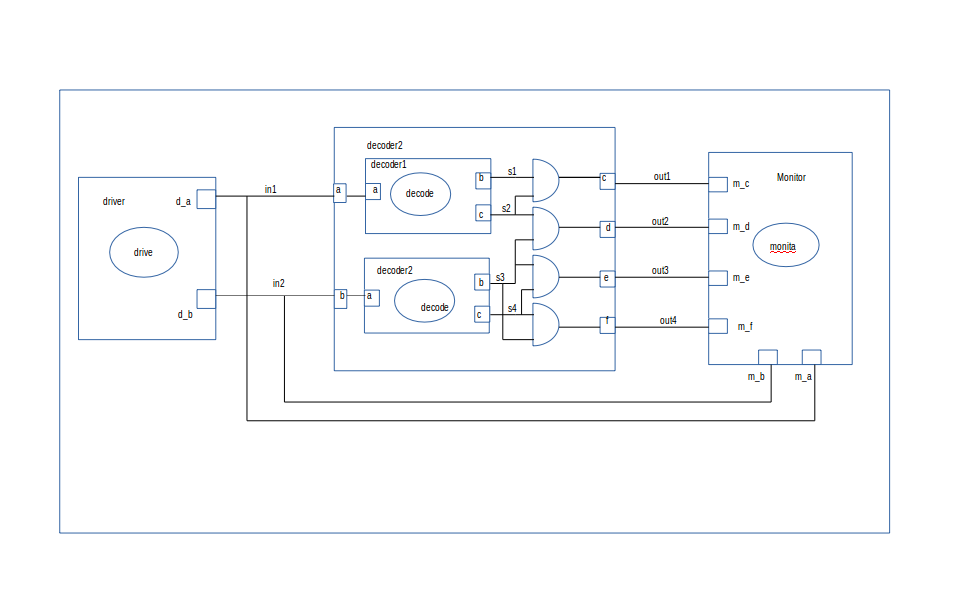 decoder2
decoder1
driver
d_a
in1
a
a
decode
b
s1
c
s2
c
out1
m_c
Monitor
d
out2
m_d
drive
monita
decoder2
in2
d_b
b
a
decode
b
s3
c
s4
e
out3
m_e
f
out4
m_f
m_b
m_a